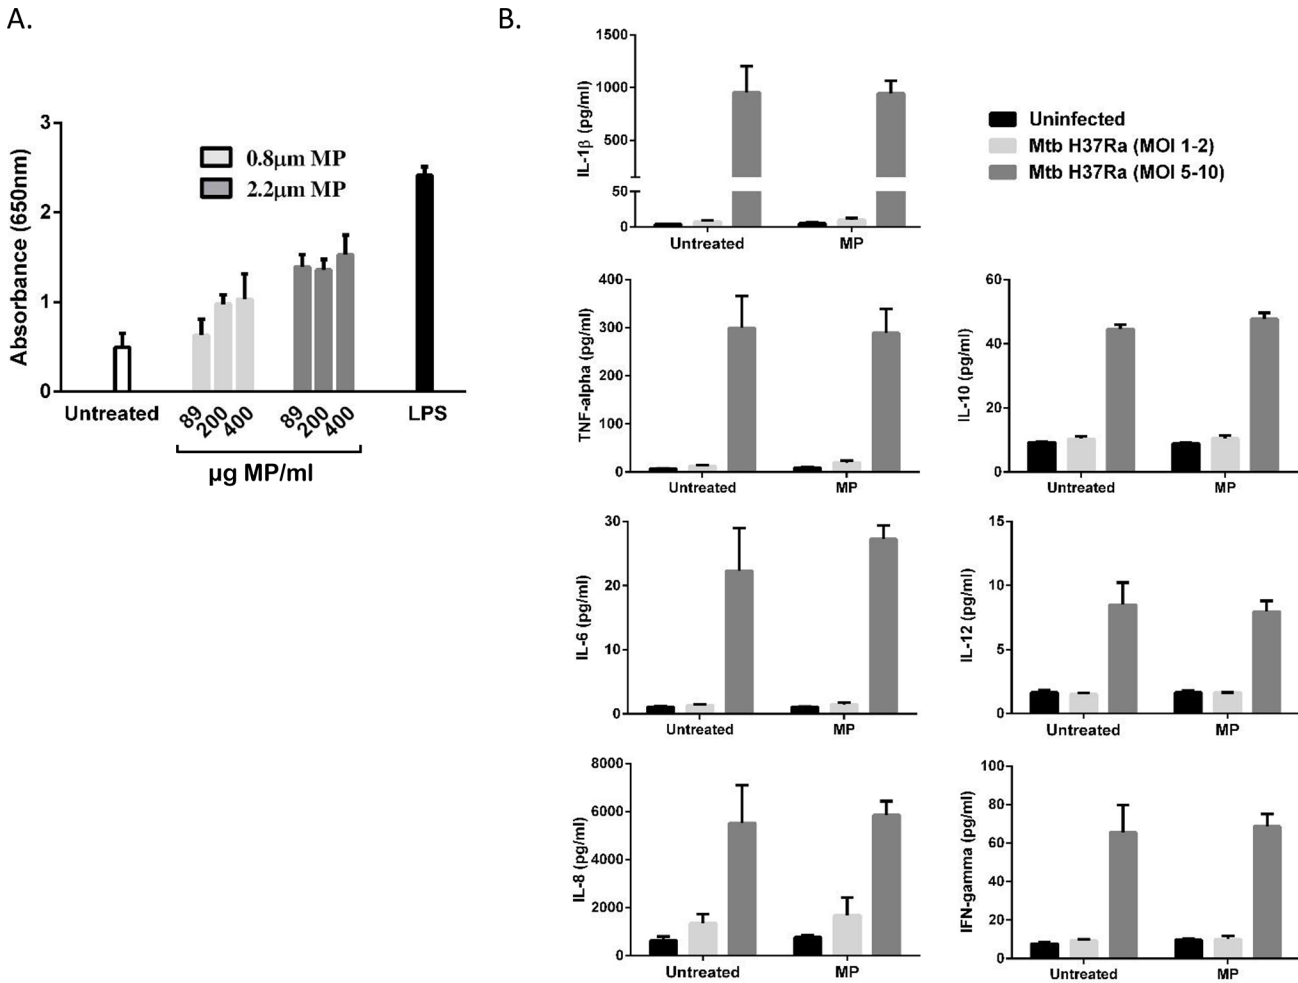 A.
Absorbance (650nm)
3
2
1
0
0.8µm MP
2.2µm MP
Untreated
89
200
400
89
200
400
LPS
µg MP/ml
B.
IL-1β (pg/ml)
1500
1000
500
50
0
Untreated
MP
Uninfected
Mtb H37Ra (MOI 1-2)
Mtb H37Ra (MOI 5-10)
TNF-alpha (pg/ml)
400
300
200
100
0
Untreated
MP
IL-10 (pg/ml)
60
40
20
0
Untreated
MP
IL-6 (pg/ml)
30
20
10
0
Untreated
MP
IL-12 (pg/ml)
15
10
5
0
Untreated
MP
IL-8 (pg/ml)
8000
6000
4000
2000
0
Untreated
MP
IFN-gamma (pg/ml)
100
80
60
40
20
0
Untreated
MP